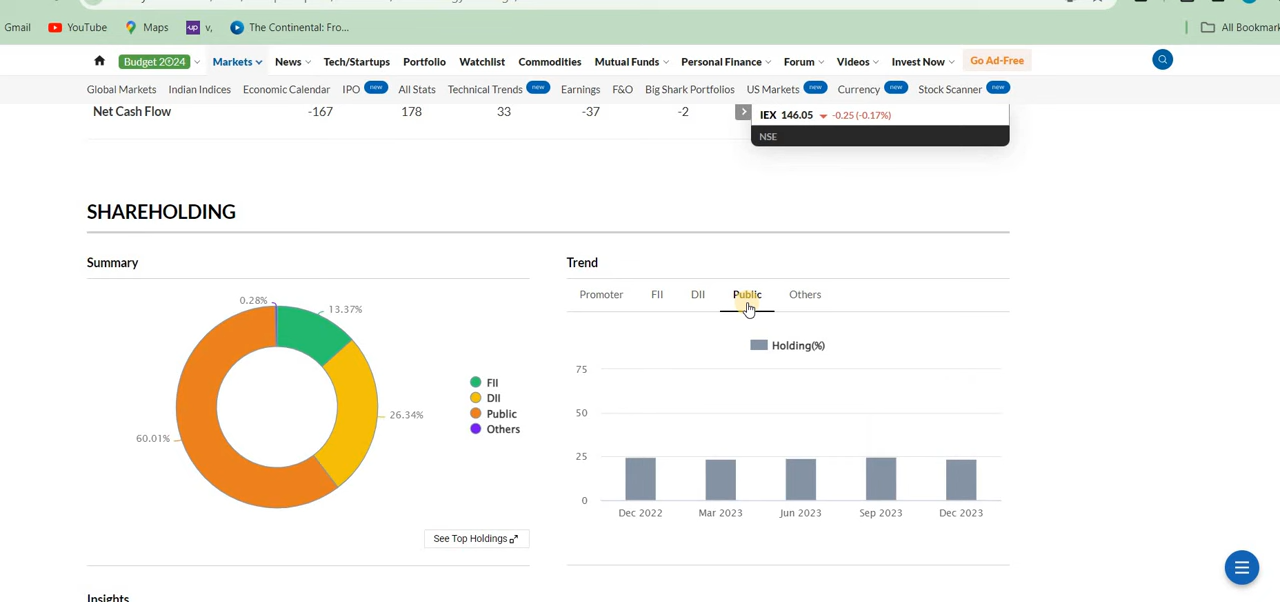 Gmail YouTube Maps up v, The Continental: Fro... All Bookmark
Budget 2024 Markets News Tech/Startups Portfolio Watchlist Commodities Mutual Funds Personal Finance Forum Videos Invest Now Go Ad-Free
Global Markets Indian Indices Economic Calendar IPO new All Stats Technical Trends new Earnings F&O Big Shark Portfolios US Markets new Currency new Stock Scanner new
Net Cash Flow -167 178 33 -37 -2
IEX 146.05 -0.25 (-0.17%)
NSE
SHAREHOLDING
Summary
0.28%
13.37%
26.34%
60.01%
FII
DII
Public
Others
See Top Holdings
Trend
Promoter FII DII Public Others
Holding(%)
75
50
25
0
Dec 2022 Mar 2023 Jun 2023 Sep 2023 Dec 2023
Insights